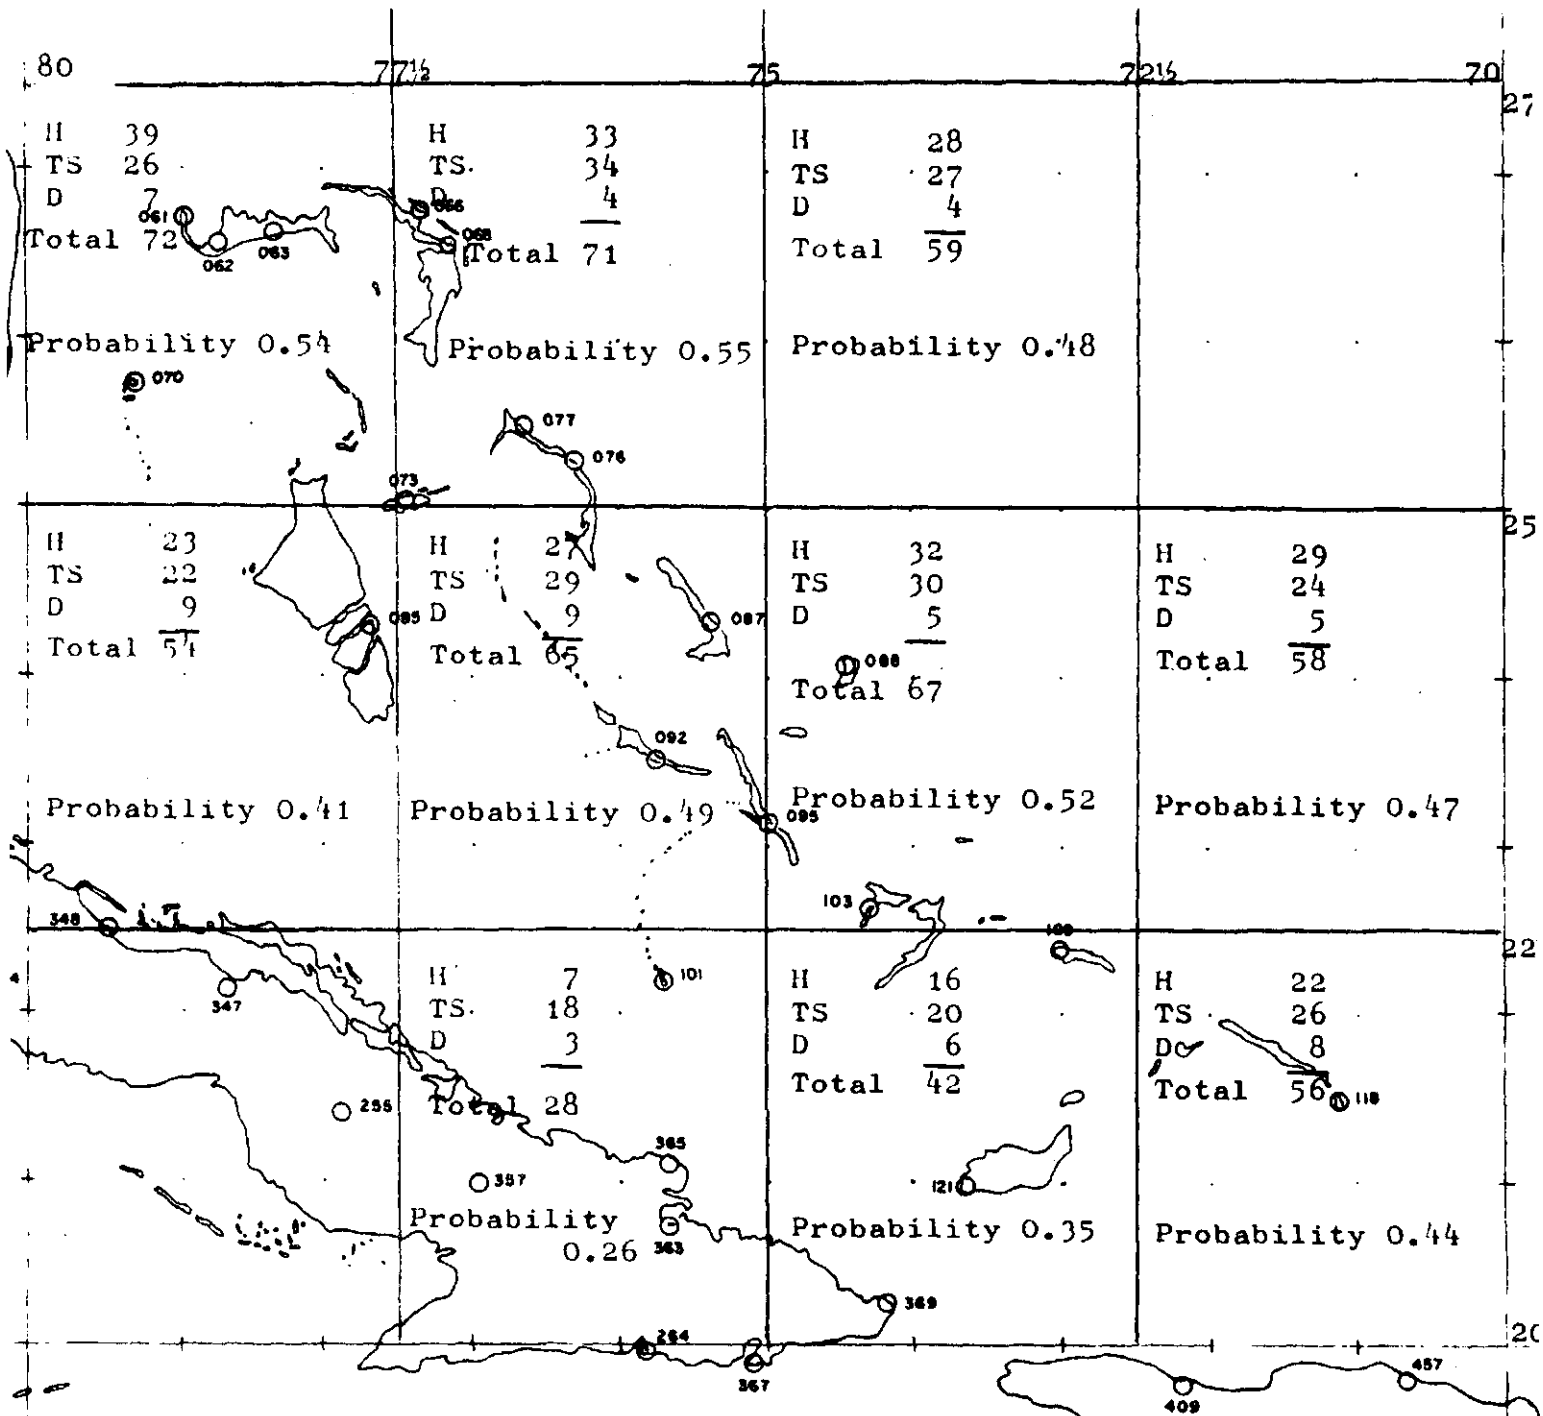 80 77½ 75 72½ 70
27
H 39
TS 26
D 7
Total 72
061
062
063
H 33
TS. 34
D 4
Total 71
066
068
H 28
TS 27
D 4
Total 59
Probability 0.54
Probability 0.55
Probability 0.48
070
077
076
073
25
H 23
TS 22
D 9
Total 54
085
H 27
TS 29
D 9
Total 65
087
H 32
TS 30
D 5
Total 67
088
H 29
TS 24
D 5
Total 58
092
Probability 0.41
Probability 0.49
Probability 0.52
Probability 0.47
095
103
348
22
347
H 7
TS. 18
D 3
Total 28
101
H 16
TS 20
D 6
Total 42
H 22
TS 26
D 8
Total 56
118
255
365
357
121
Probability
0.26
363
Probability 0.35
Probability 0.44
369
264
367
20
457
409